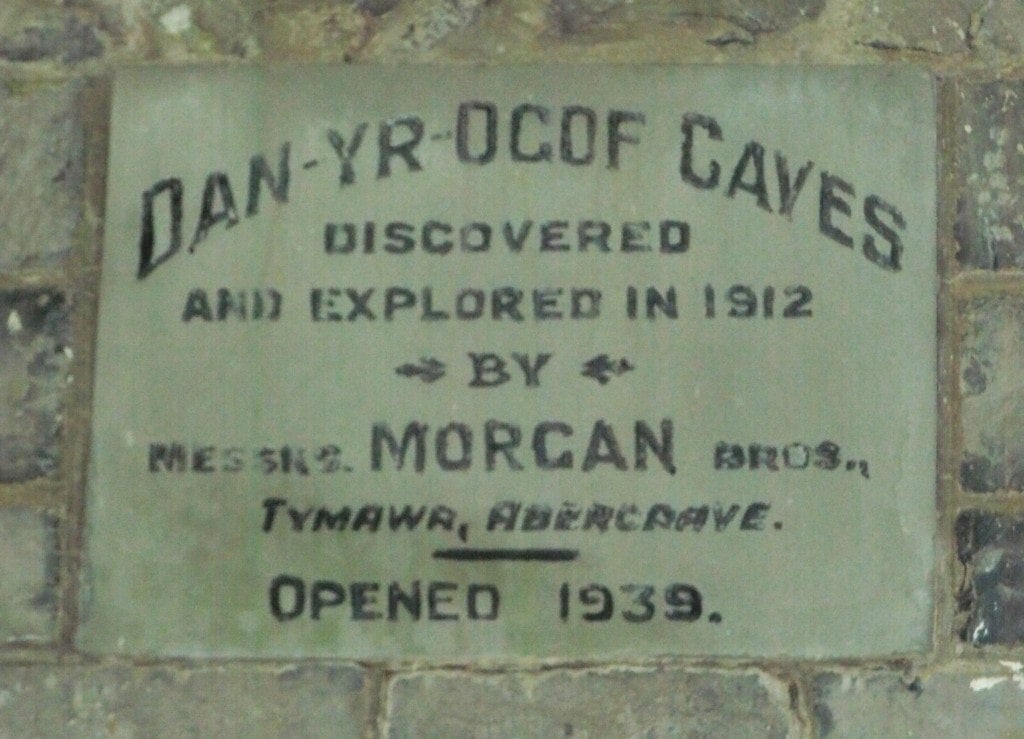 DAN-YR-OGOF CAVES
DISCOVERED
AND EXPLORED IN 1912
BY
MESSRS. MORGAN BROS.,
TYMAWR, ABERCRAVE.
OPENED 1939.